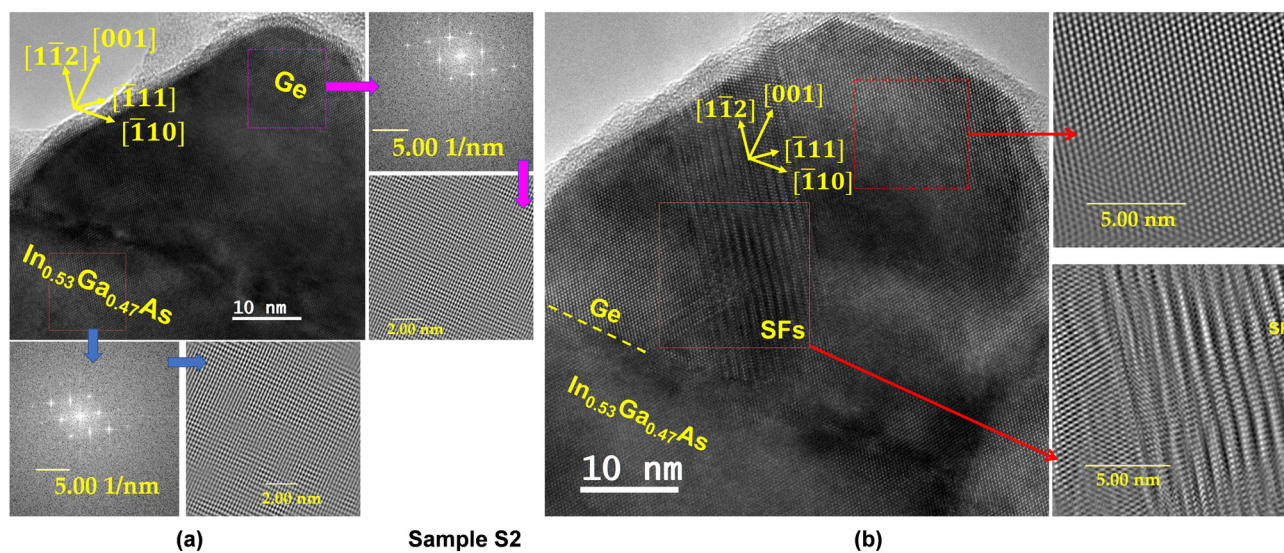 [11̅2] [001]
[1̅11]
[1̅10]
Ge
In0.53Ga0.47As
10 nm
5.00 1/nm
2.00 nm
5.00 1/nm
2.00 nm
(a)
Sample S2
[11̅2] [001]
[1̅11]
[1̅10]
Ge
SFs
In0.53Ga0.47As
10 nm
5.00 nm
5.00 nm
(b)